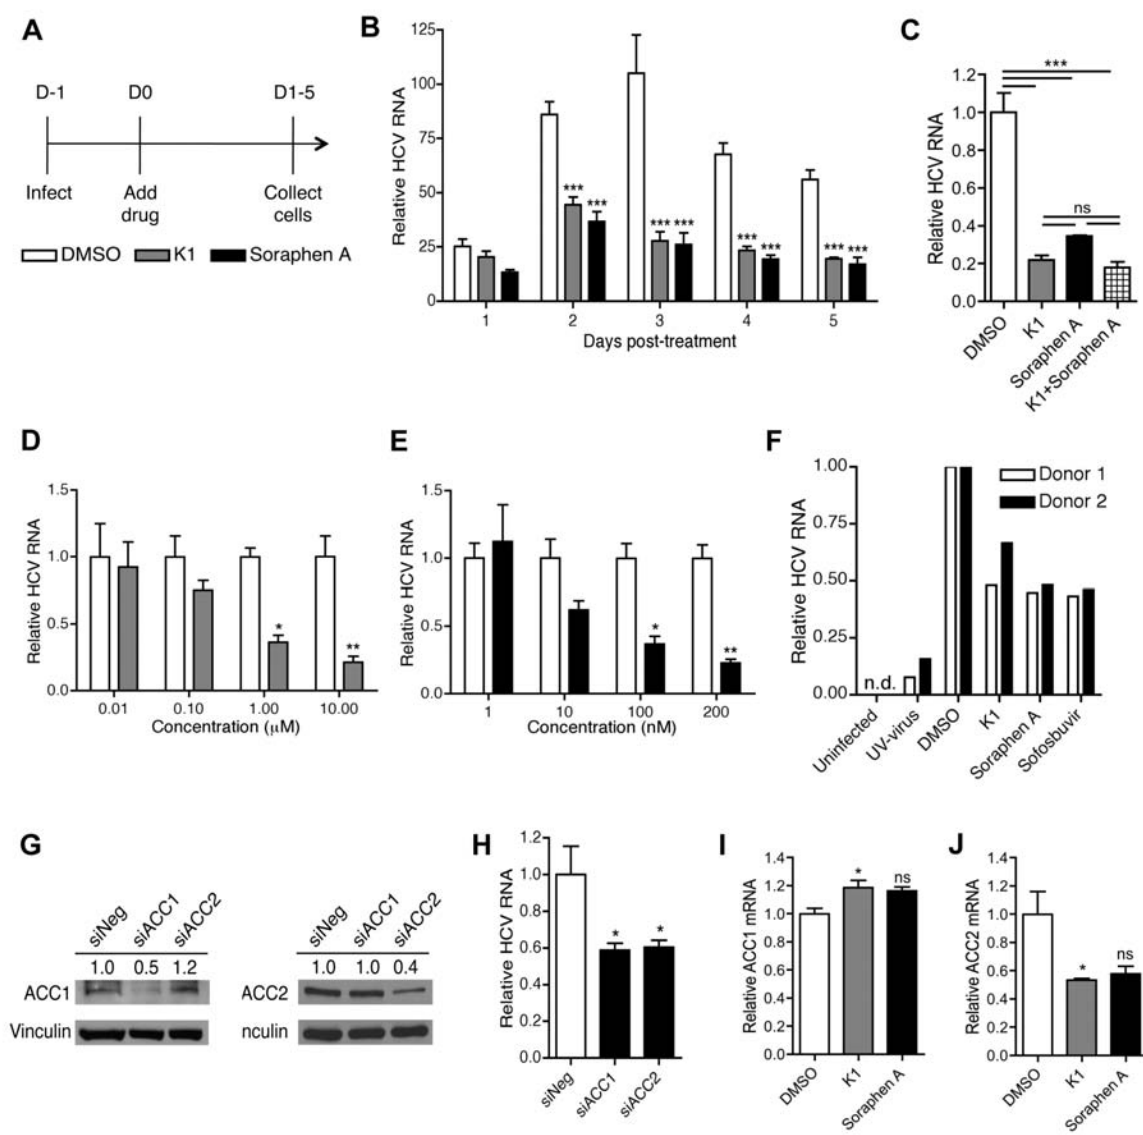 A
D-1 D0 D1-5
Infect Add drug Collect cells
DMSO K1 Soraphen A
B
Relative HCV RNA
125
100
75
50
25
0
*** *** *** *** *** *** *** ***
1 2 3 4 5
Days post-treatment
C
Relative HCV RNA
1.2
1.0
0.8
0.6
0.4
0.2
0.0
***
ns
DMSO
K1
Soraphen A
K1+Soraphen A
D
Relative HCV RNA
1.5
1.0
0.5
0.0
* **
0.01 0.10 1.00 10.00
Concentration (μM)
E
Relative HCV RNA
1.5
1.0
0.5
0.0
* **
1 10 100 200
Concentration (nM)
F
Relative HCV RNA
1.00
0.75
0.50
0.25
0.00
Donor 1
Donor 2
n.d.
Uninfected
UV-virus
DMSO
K1
Soraphen A
Sofosbuvir
G
siNeg siACC1 siACC2
1.0 0.5 1.2
ACC1
Vinculin
siNeg siACC1 siACC2
1.0 1.0 0.4
ACC2
nculin
H
Relative HCV RNA
1.2
1.0
0.8
0.6
0.4
0.2
0.0
* *
siNeg
siACC1
siACC2
I
Relative ACC1 mRNA
1.4
1.2
1.0
0.8
0.6
0.4
0.2
0.0
* ns
DMSO
K1
Soraphen A
J
Relative ACC2 mRNA
1.4
1.2
1.0
0.8
0.6
0.4
0.2
0.0
* ns
DMSO
K1
Soraphen A